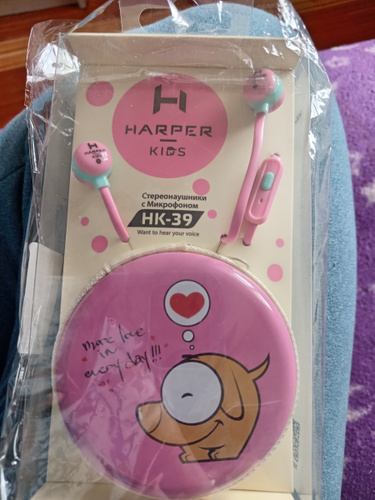 HARPER
KIDS
Стереонаушники
с Микрофоном
HK-39
Want to hear your voice
more love
in
every day!!!